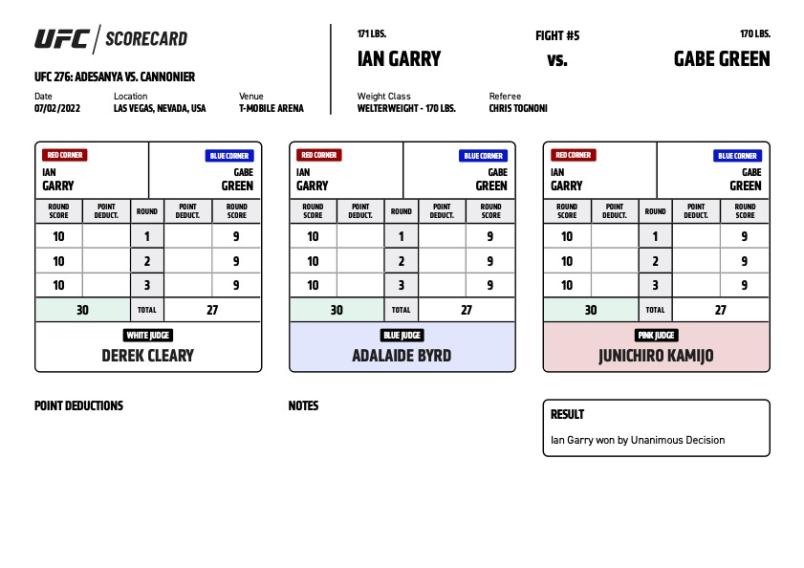 UFC SCORECARD
UFC 276: ADESANYA VS. CANNONIER
Date Location Venue
07/02/2022 LAS VEGAS, NEVADA, USA T-MOBILE ARENA
171 LBS. FIGHT #5 170 LBS.
IAN GARRY VS. GABE GREEN
Weight Class Referee
WELTERWEIGHT - 170 LBS. CHRIS TOGNONI
RED CORNER BLUE CORNER
IAN GABE
GARRY GREEN
ROUND SCORE POINT DEDUCT. ROUND POINT DEDUCT. ROUND SCORE
10 1 9
10 2 9
10 3 9
30 TOTAL 27
WHITE JUDGE
DEREK CLEARY
RED CORNER BLUE CORNER
IAN GABE
GARRY GREEN
ROUND SCORE POINT DEDUCT. ROUND POINT DEDUCT. ROUND SCORE
10 1 9
10 2 9
10 3 9
30 TOTAL 27
BLUE JUDGE
ADALAIDE BYRD
RED CORNER BLUE CORNER
IAN GABE
GARRY GREEN
ROUND SCORE POINT DEDUCT. ROUND POINT DEDUCT. ROUND SCORE
10 1 9
10 2 9
10 3 9
30 TOTAL 27
PINK JUDGE
JUNICHIRO KAMIJO
POINT DEDUCTIONS
NOTES
RESULT
Ian Garry won by Unanimous Decision